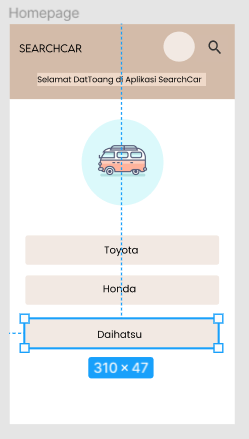 Homepage
SEARCHCAR
Selamat DatToang di Aplikasi SearchCar
Toyota
Honda
Daihatsu
310 × 47